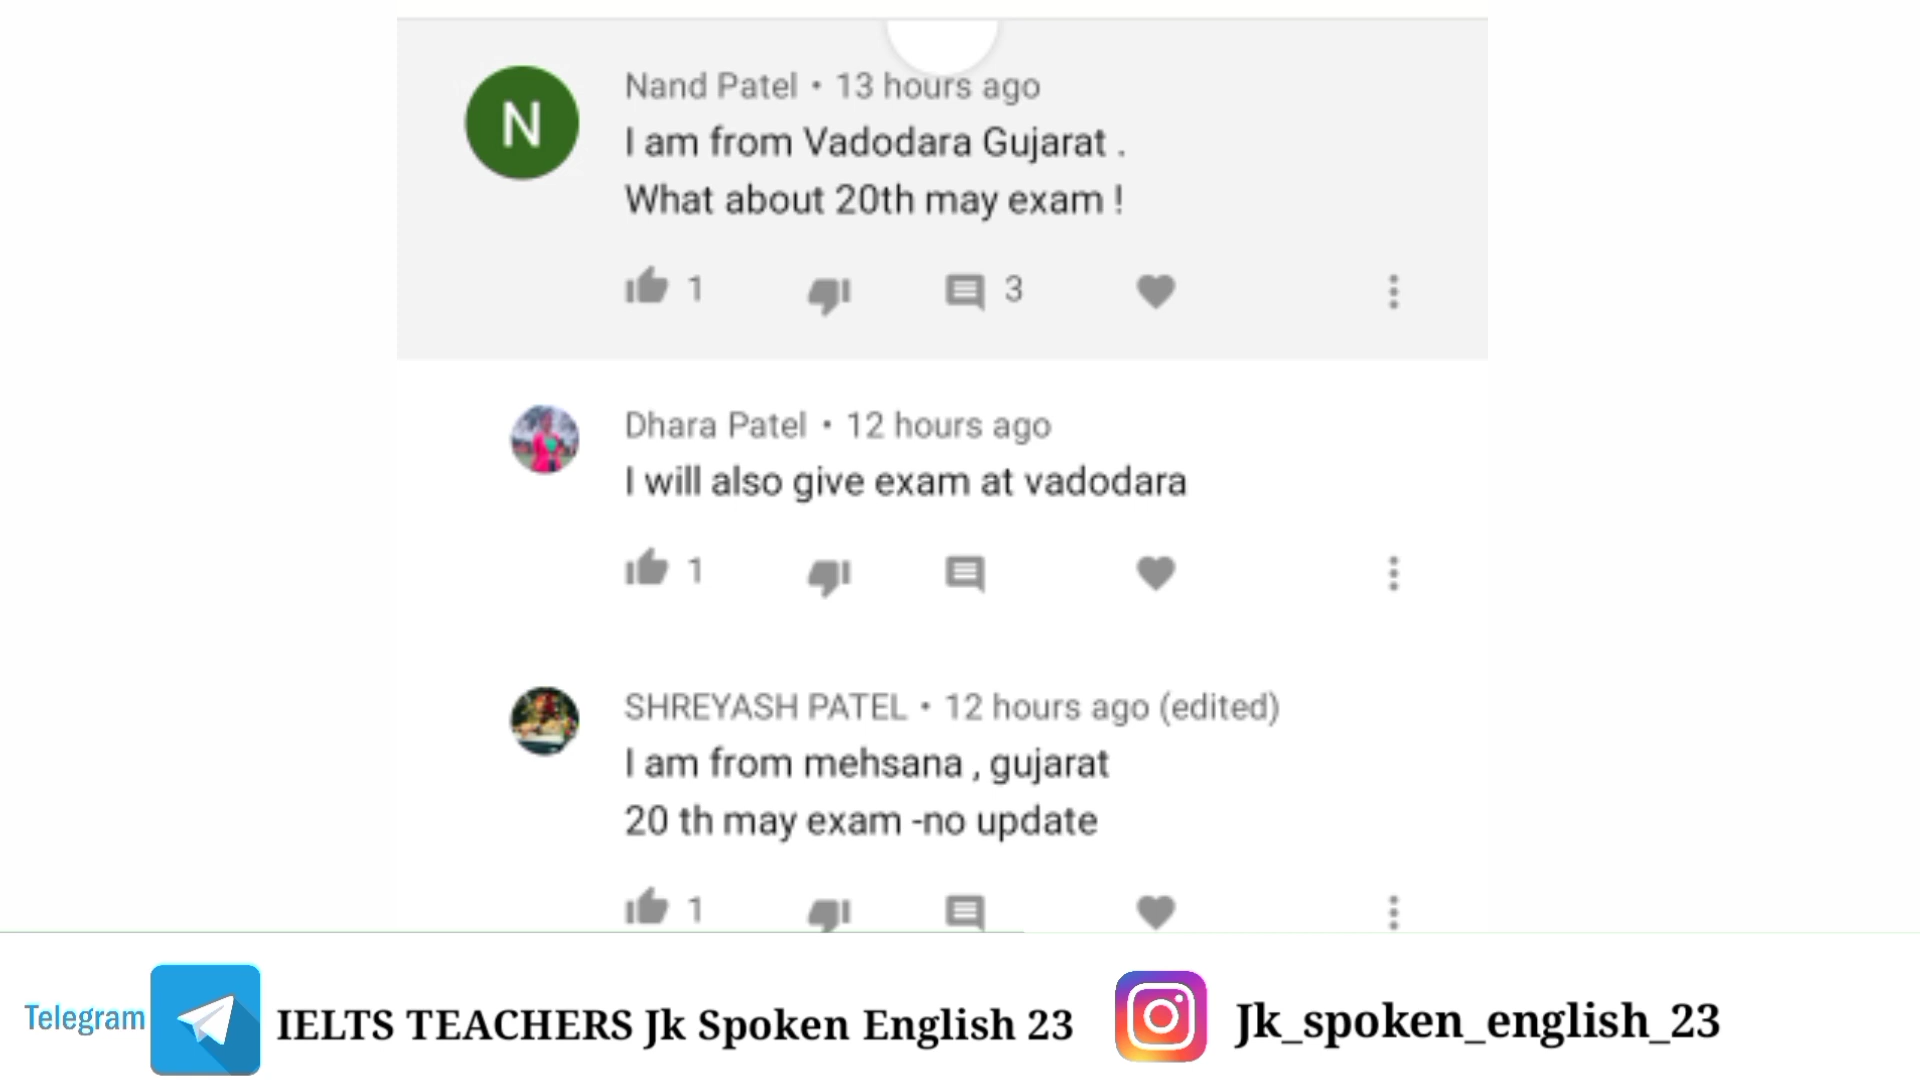 N
Nand Patel • 13 hours ago
I am from Vadodara Gujarat .
What about 20th may exam !
1
3
Dhara Patel • 12 hours ago
I will also give exam at vadodara
1
SHREYASH PATEL • 12 hours ago (edited)
I am from mehsana , gujarat
20 th may exam -no update
1
Telegram
IELTS TEACHERS Jk Spoken English 23
Jk_spoken_english_23